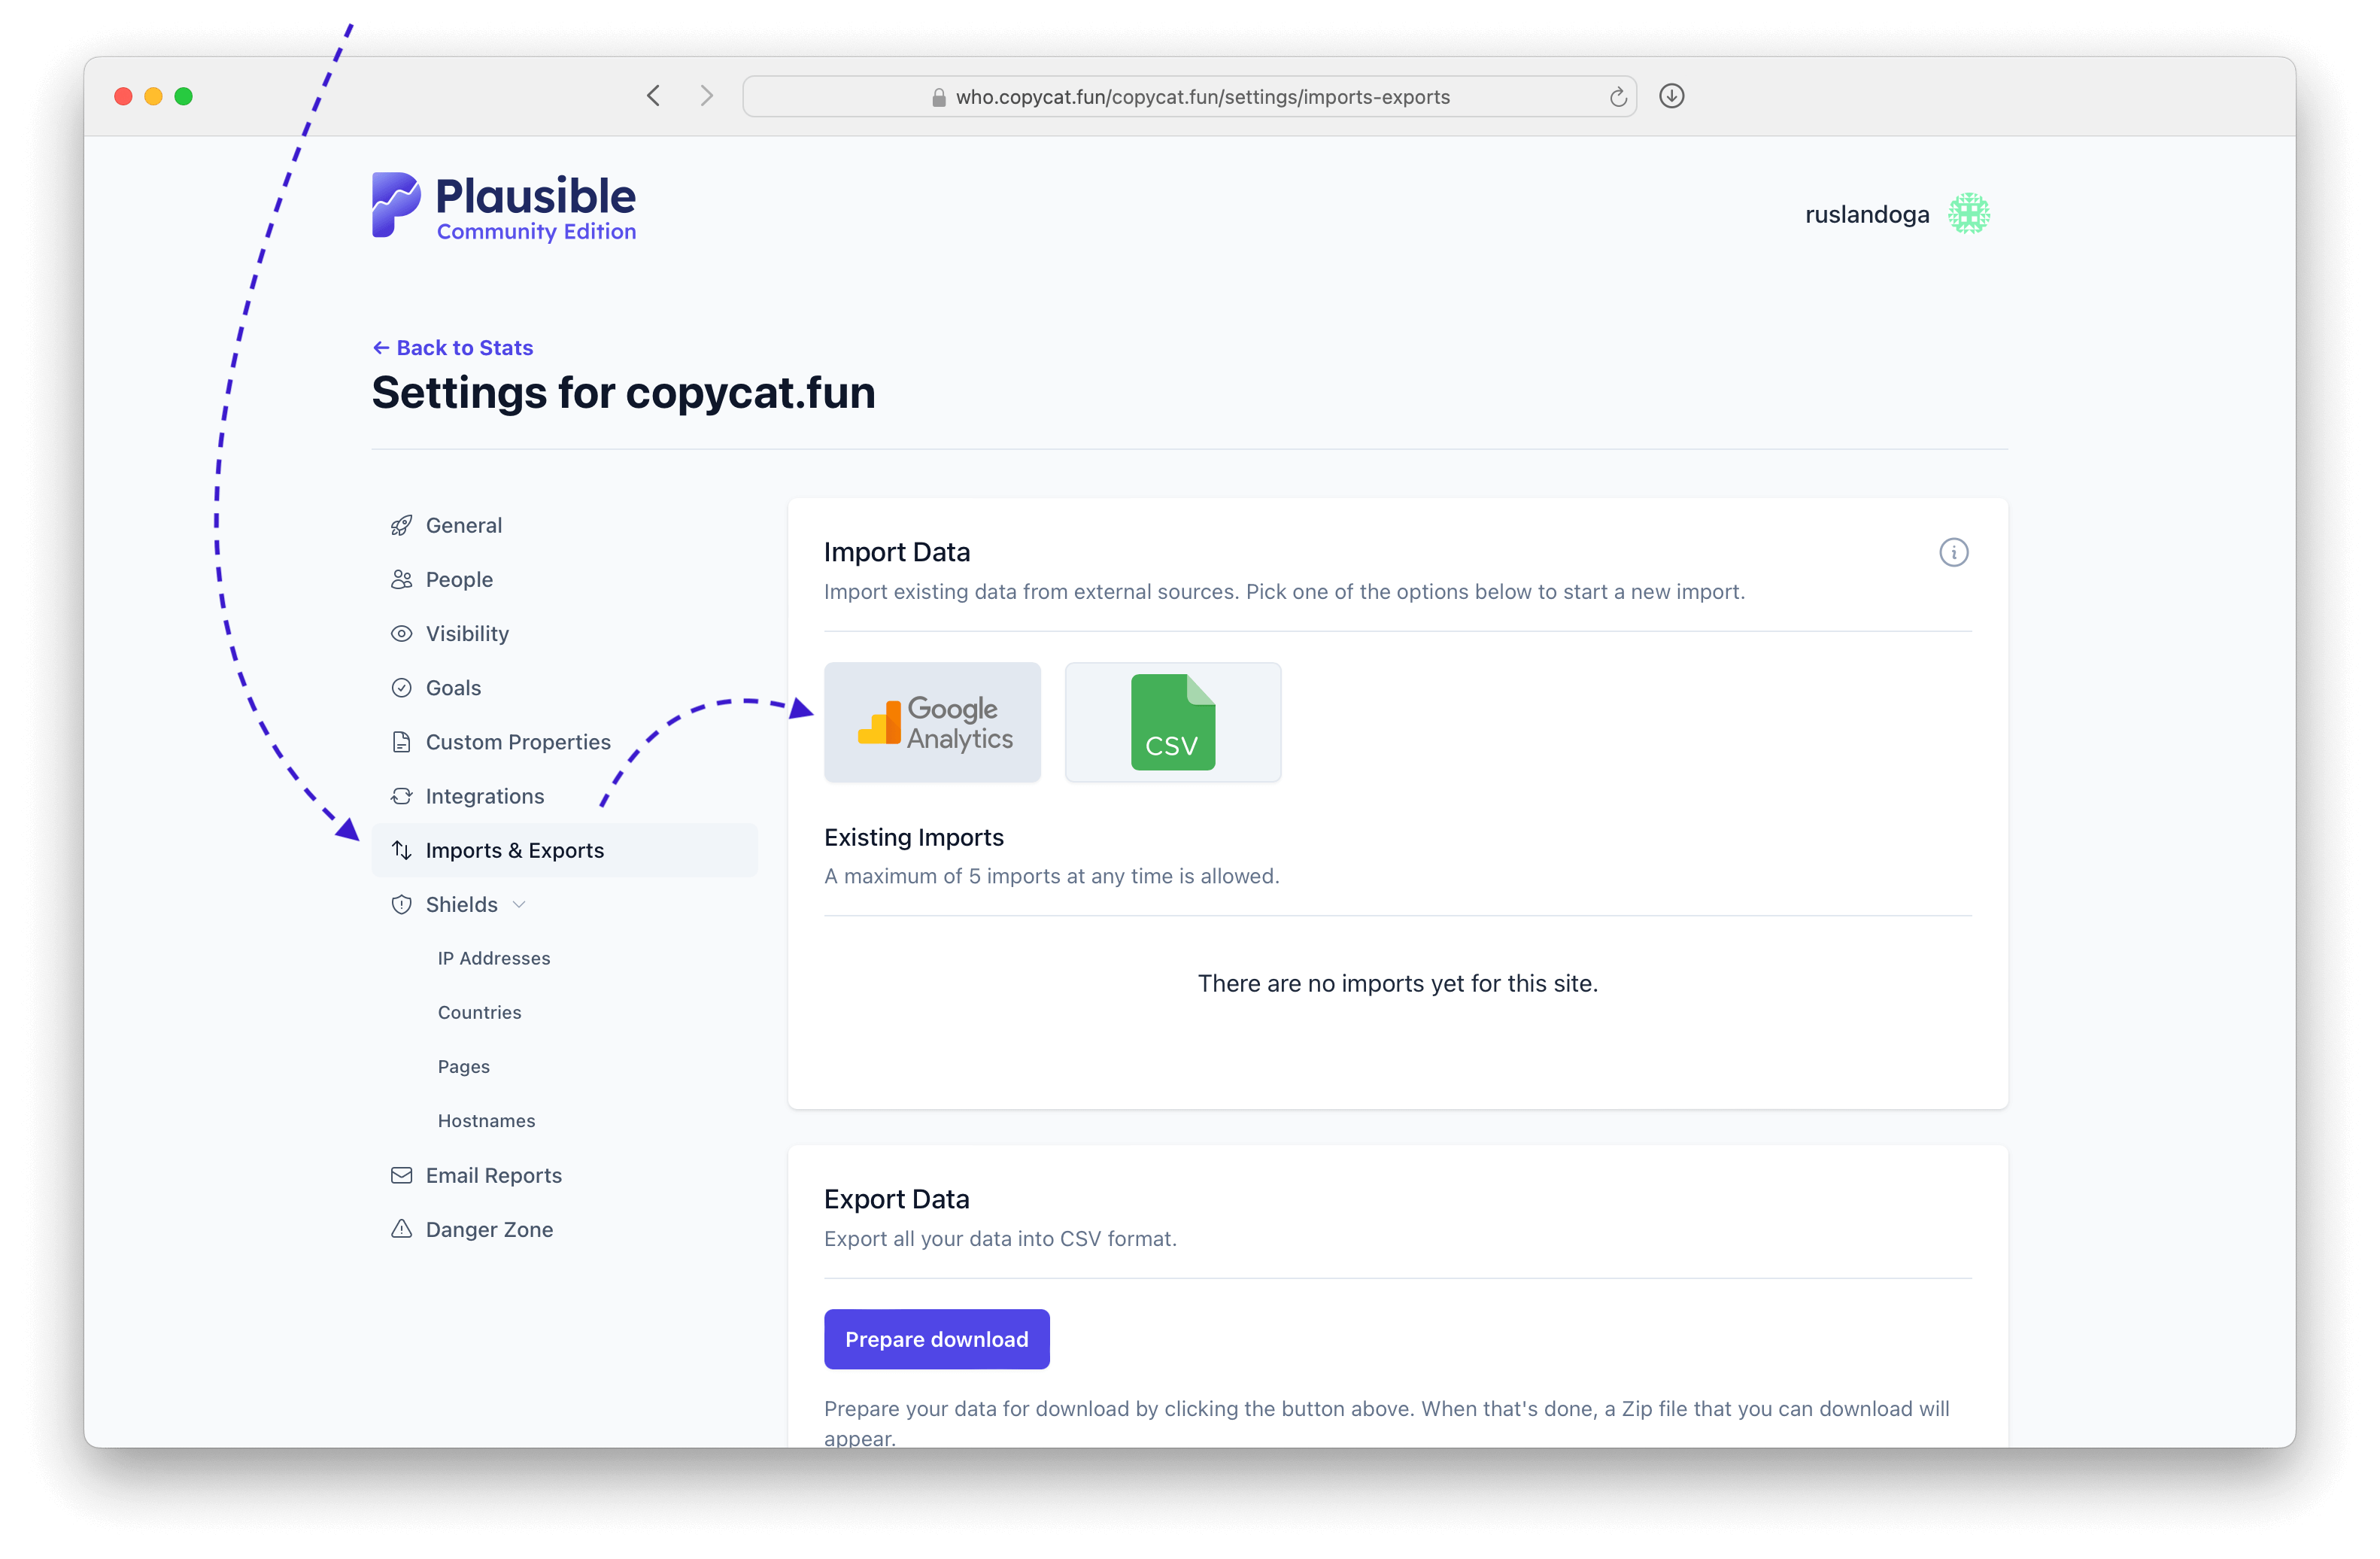 who.copycat.fun/copycat.fun/settings/imports-exports
Plausible
Community Edition
ruslandoga
← Back to Stats
Settings for copycat.fun
General
People
Visibility
Goals
Custom Properties
Integrations
Imports & Exports
Shields
IP Addresses
Countries
Pages
Hostnames
Email Reports
Danger Zone
Import Data
Import existing data from external sources. Pick one of the options below to start a new import.
Google
Analytics
CSV
Existing Imports
A maximum of 5 imports at any time is allowed.
There are no imports yet for this site.
Export Data
Export all your data into CSV format.
Prepare download
Prepare your data for download by clicking the button above. When that's done, a Zip file that you can download will
appear.